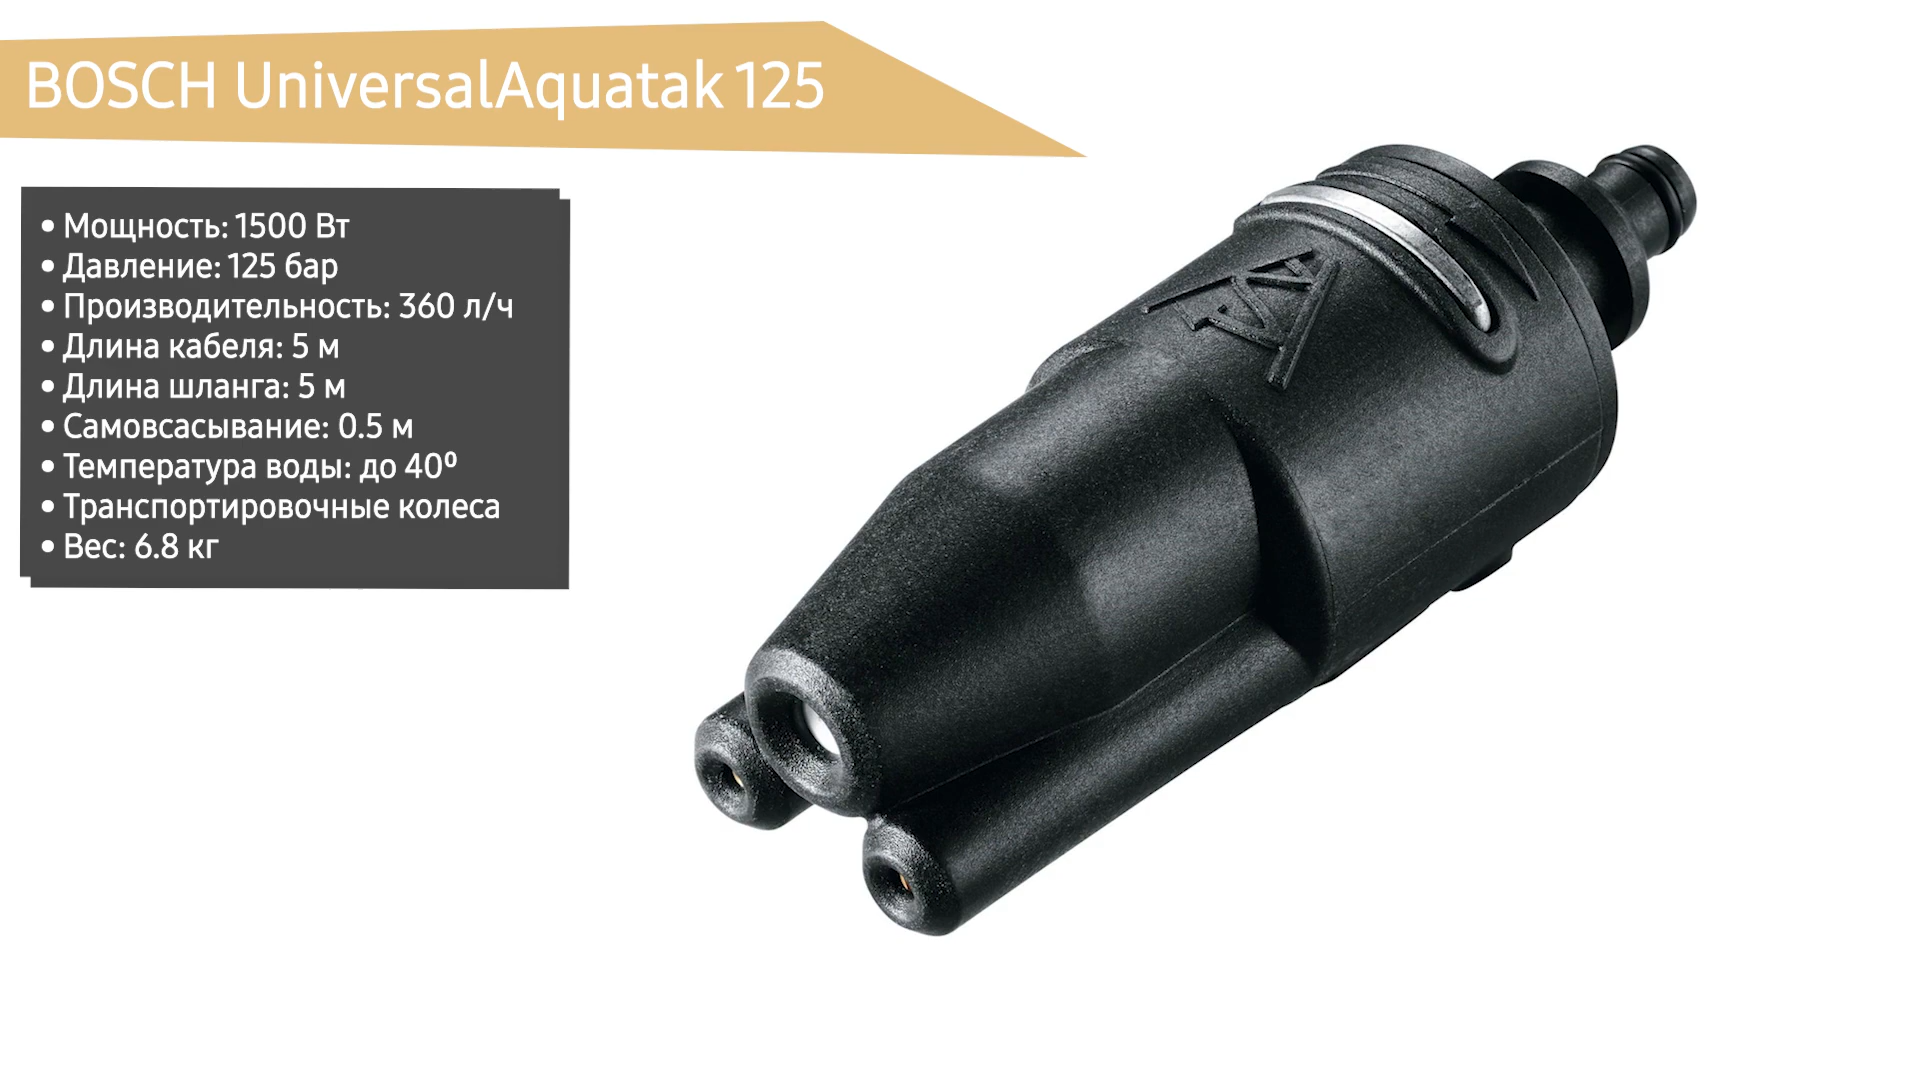 BOSCH UniversalAquatak 125
• Мощность: 1500 Вт
• Давление: 125 бар
• Производительность: 360 л/ч
• Длина кабеля: 5 м
• Длина шланга: 5 м
• Самовсасывание: 0.5 м
• Температура воды: до 40⁰
• Транспортировочные колеса
• Вес: 6.8 кг